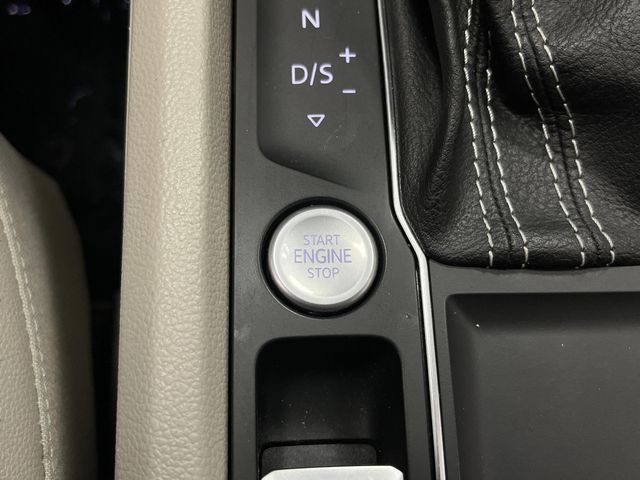 N
D/S + -
START
ENGINE
STOP